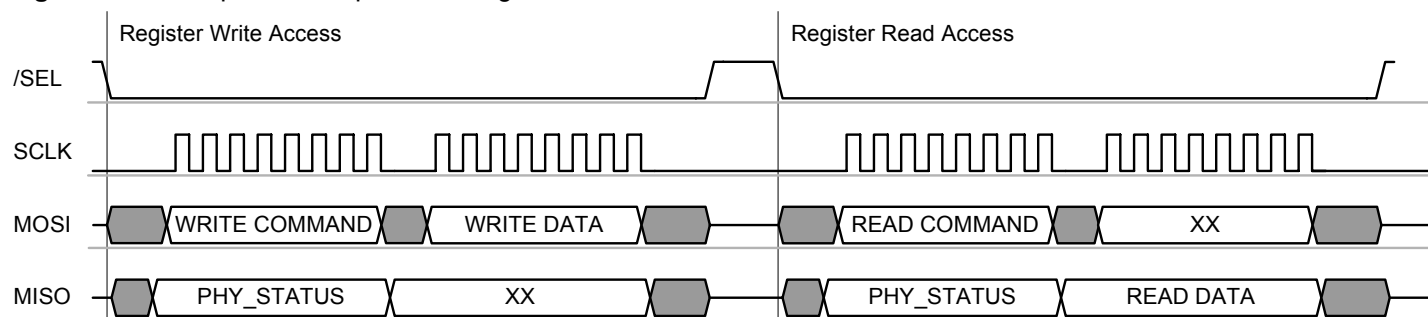 Register Write Access
Register Read Access
/SEL
SCLK
MOSI WRITE COMMAND WRITE DATA READ COMMAND XX
MISO PHY_STATUS XX PHY_STATUS READ DATA